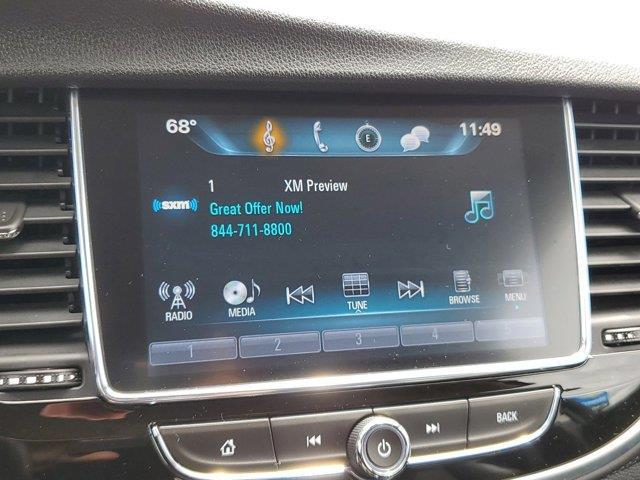 68° 11:49
E
1 XM Preview
((sxm))
Great Offer Now!
844-711-8800
RADIO MEDIA TUNE BROWSE MENU
1 2 3 4
BACK